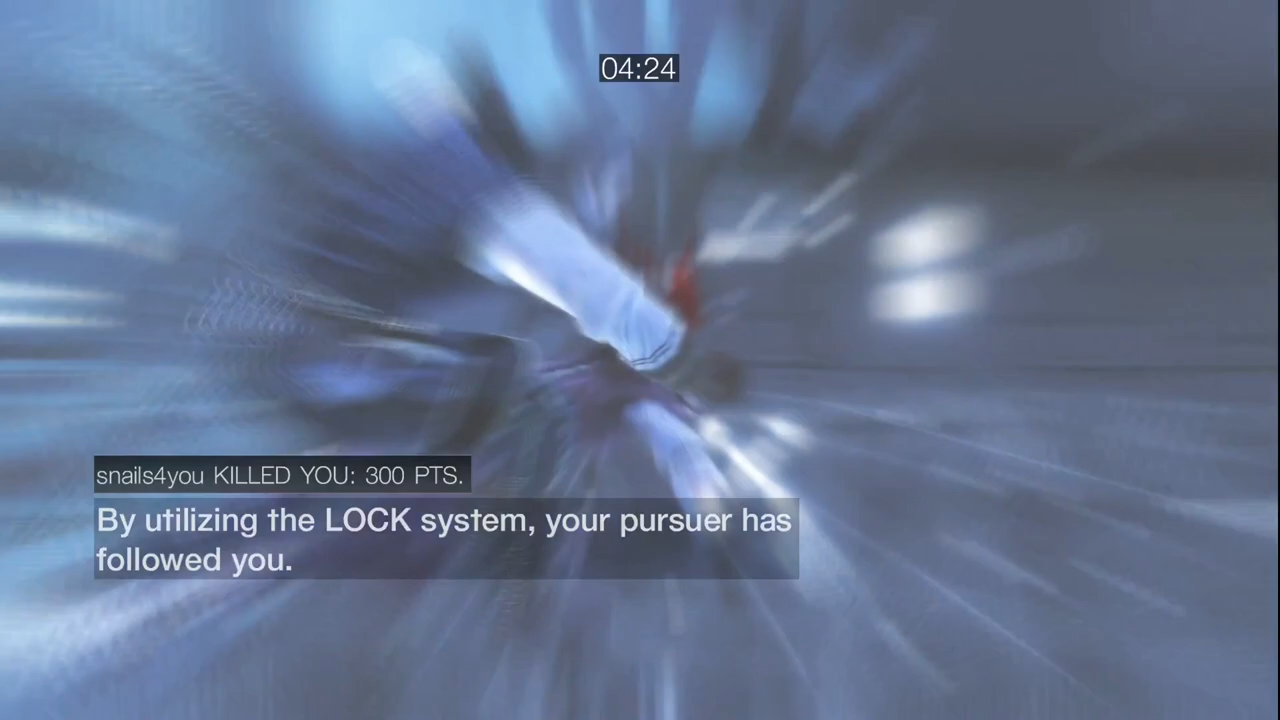 04:24
snails4you KILLED YOU: 300 PTS.
By utilizing the LOCK system, your pursuer has
followed you.